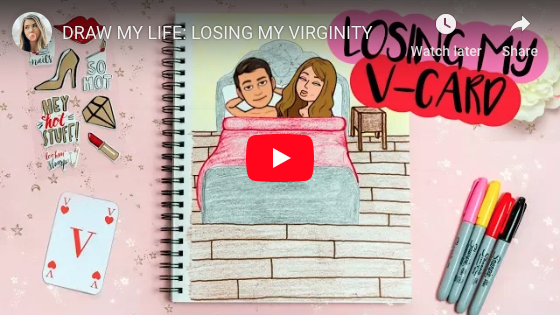 DRAW MY LIFE: LOSING MY VIRGINITY
Watch later
Share
LOSING MY
V-CARD
nails
SO
HOT
HEY
hot
STUFF!
V